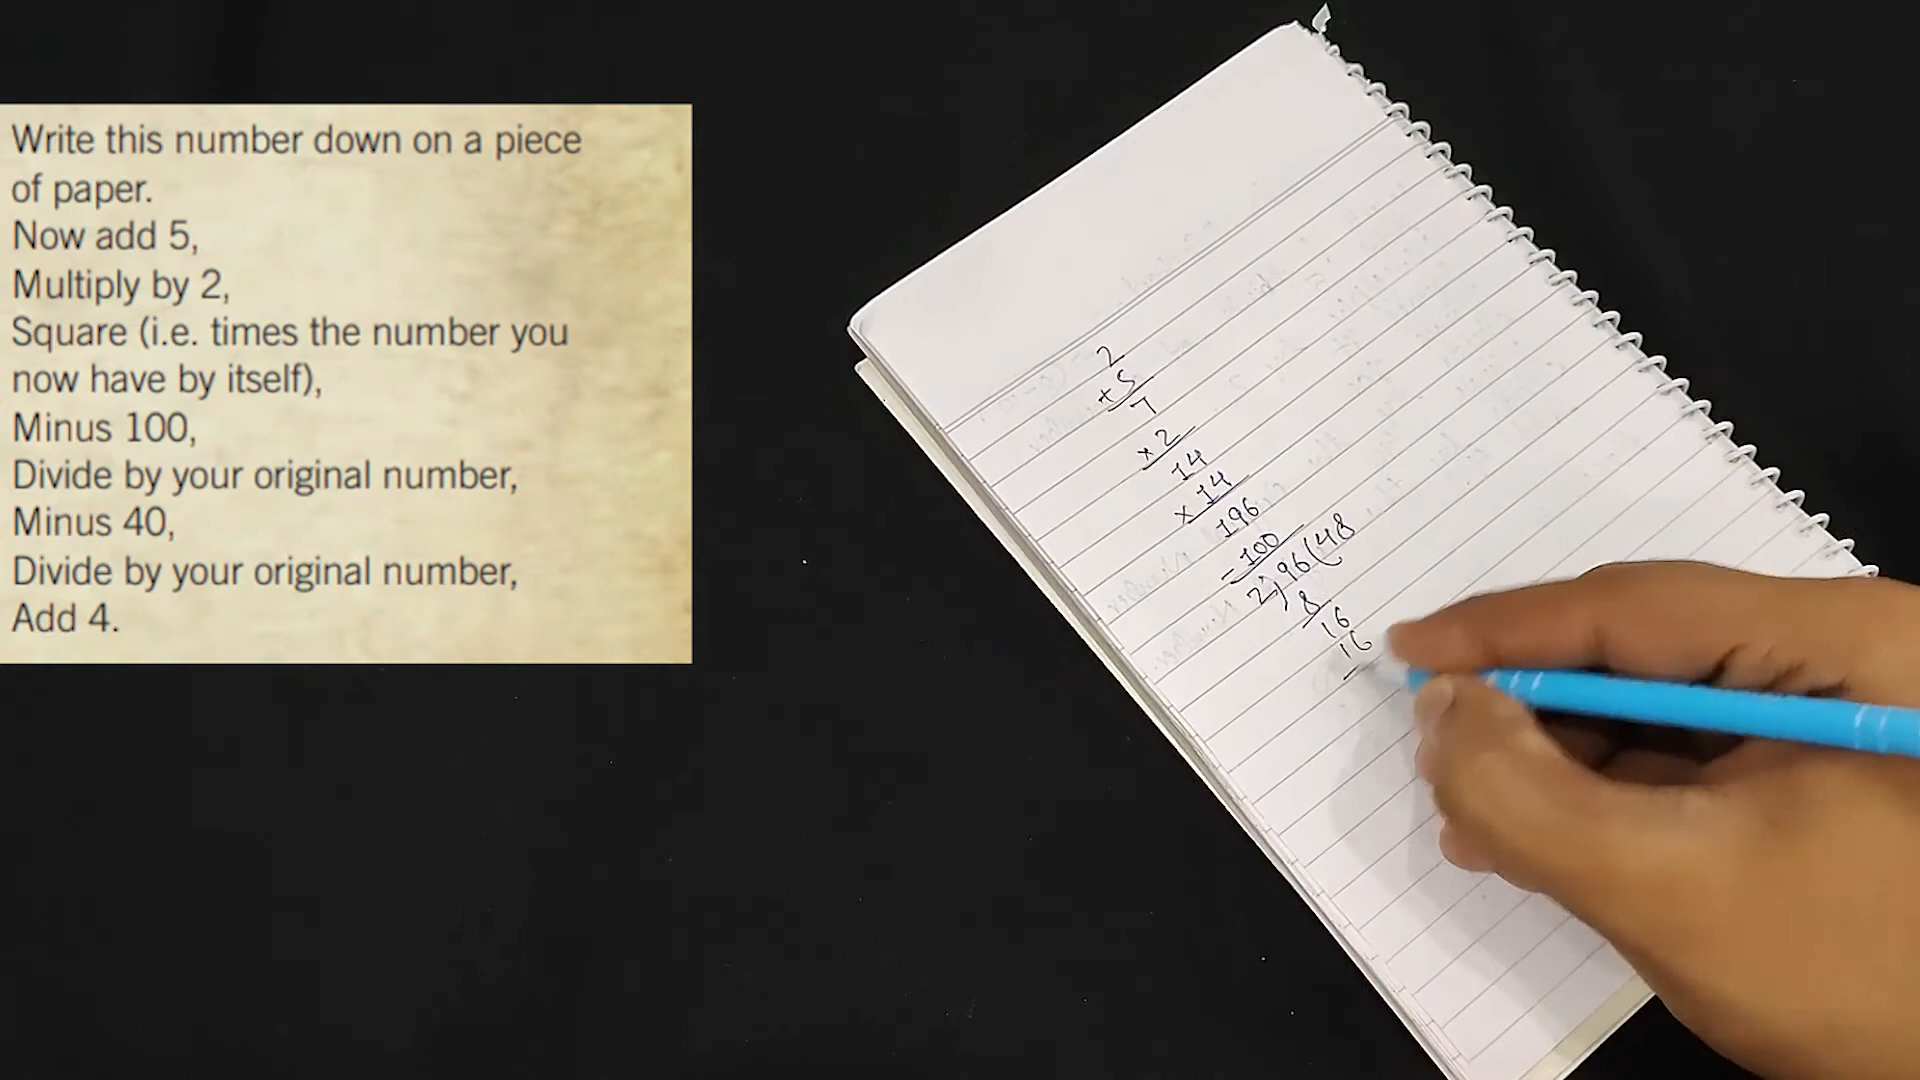 Write this number down on a piece
of paper.
Now add 5,
Multiply by 2,
Square (i.e. times the number you
now have by itself),
Minus 100,
Divide by your original number,
Minus 40,
Divide by your original number,
Add 4.
2
+5
7
×2
14
×14
196
-100
2)96(48
8
16
16